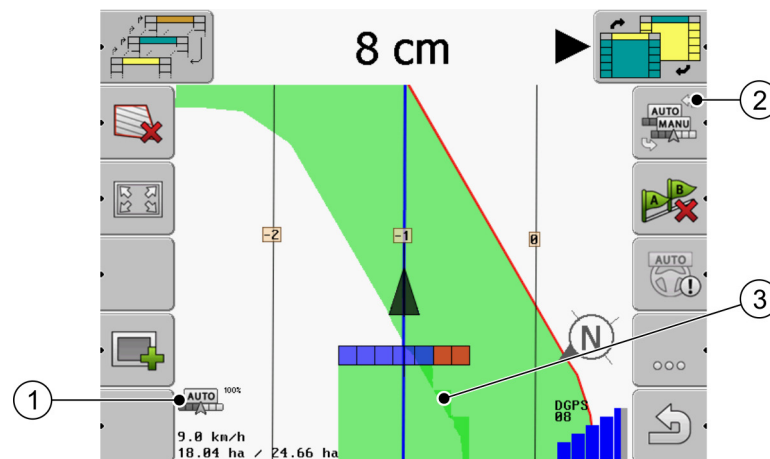 8 cm
2
AUTO
MANU
-2
-1
0
AUTO
3
N
1
AUTO
100%
DGPS
08
9.0 km/h
18.04 ha / 24.66 ha
A
B